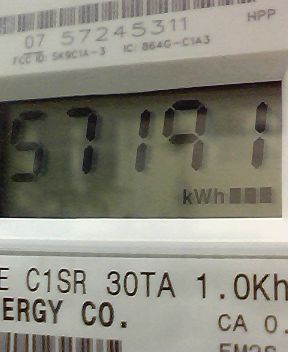 HPP
07 57245311
FCC ID: SK9C1A-3 IC: 864G-C1A3
57191
kWh
E C1SR 30TA 1.0Kh
ERGY CO.
CA 0.